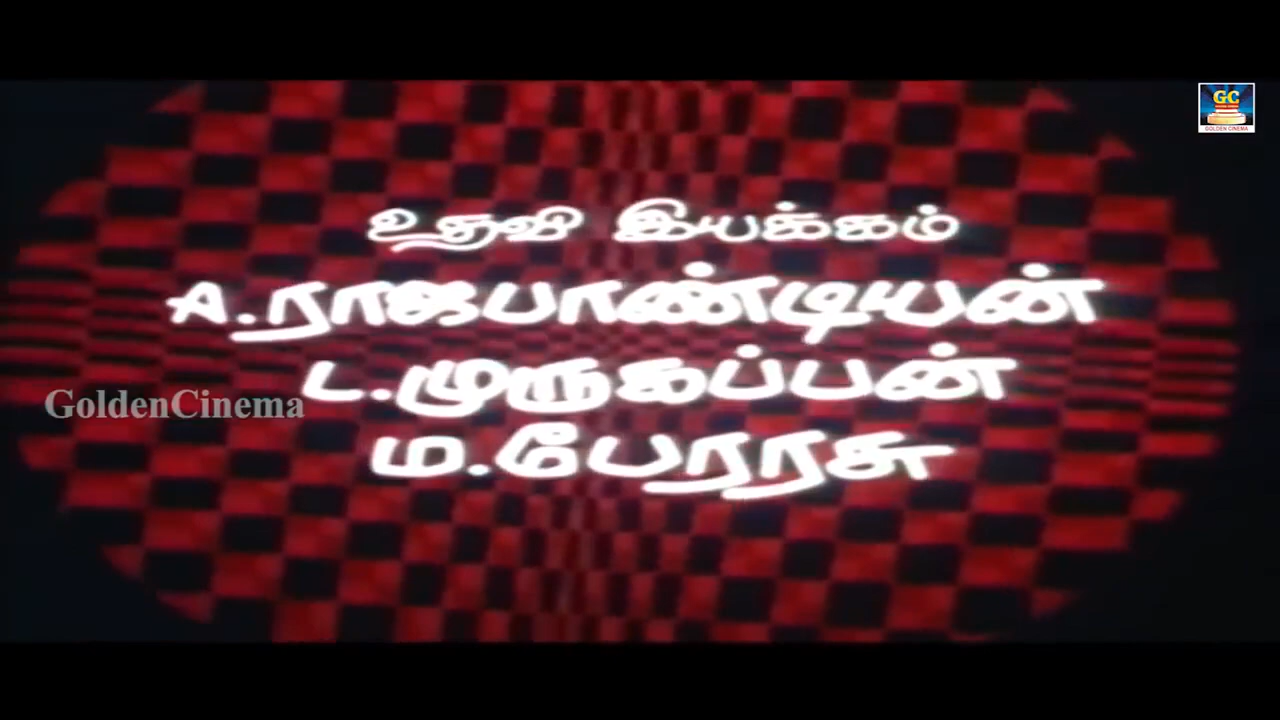 GC
GOLDEN CINEMA
உதவி இயக்கம்
A.ராஜபாண்டியன்
ட.முருகப்பன்
GoldenCinema
ம.பேரரசு